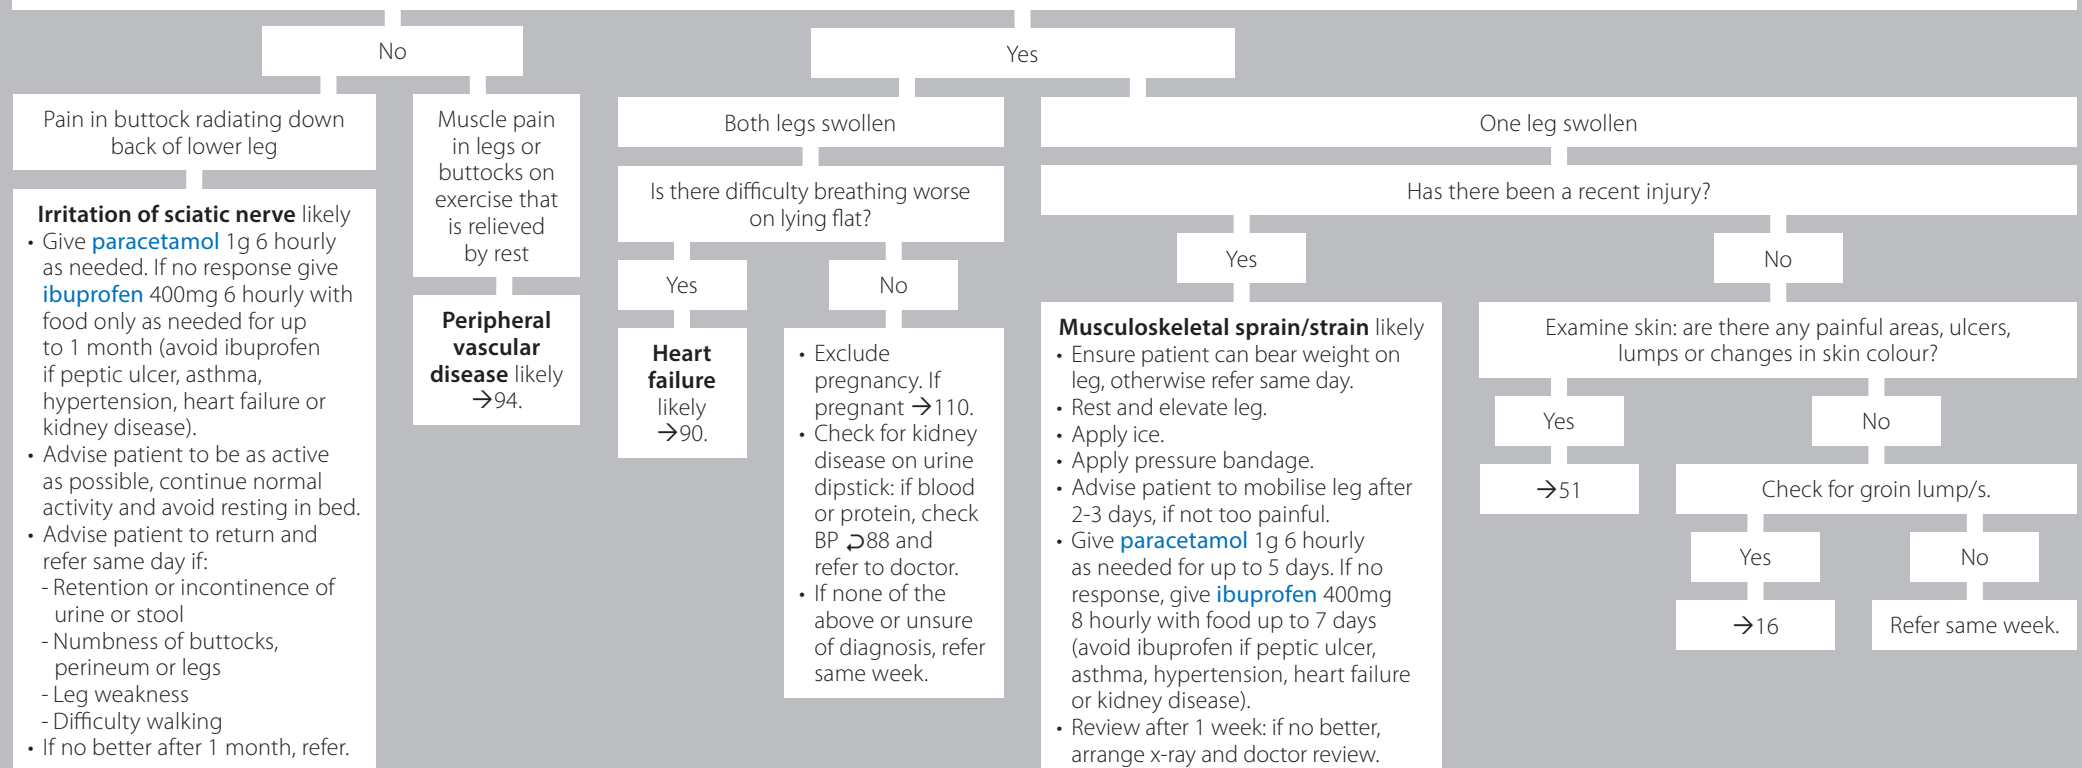 No
Pain in buttock radiating down
back of lower leg
Irritation of sciatic nerve likely
• Give paracetamol 1g 6 hourly
as needed. If no response give
ibuprofen 400mg 6 hourly with
food only as needed for up
to 1 month (avoid ibuprofen
if peptic ulcer, asthma,
hypertension, heart failure or
kidney disease).
• Advise patient to be as active
as possible, continue normal
activity and avoid resting in bed.
• Advise patient to return and
refer same day if:
- Retention or incontinence of
urine or stool
- Numbness of buttocks,
perineum or legs
- Leg weakness
- Difficulty walking
• If no better after 1 month, refer.
Muscle pain
in legs or
buttocks on
exercise that
is relieved
by rest
Peripheral
vascular
disease likely
→94.
Yes
Both legs swollen
Is there difficulty breathing worse
on lying flat?
Yes
Heart
failure
likely
→90.
No
• Exclude
pregnancy. If
pregnant →110.
• Check for kidney
disease on urine
dipstick: if blood
or protein, check
BP ⮌88 and
refer to doctor.
• If none of the
above or unsure
of diagnosis, refer
same week.
One leg swollen
Has there been a recent injury?
Yes
Musculoskeletal sprain/strain likely
• Ensure patient can bear weight on
leg, otherwise refer same day.
• Rest and elevate leg.
• Apply ice.
• Apply pressure bandage.
• Advise patient to mobilise leg after
2-3 days, if not too painful.
• Give paracetamol 1g 6 hourly
as needed for up to 5 days. If no
response, give ibuprofen 400mg
8 hourly with food up to 7 days
(avoid ibuprofen if peptic ulcer,
asthma, hypertension, heart failure
or kidney disease).
• Review after 1 week: if no better,
arrange x-ray and doctor review.
No
Examine skin: are there any painful areas, ulcers,
lumps or changes in skin colour?
Yes
→51
No
Check for groin lump/s.
Yes
→16
No
Refer same week.